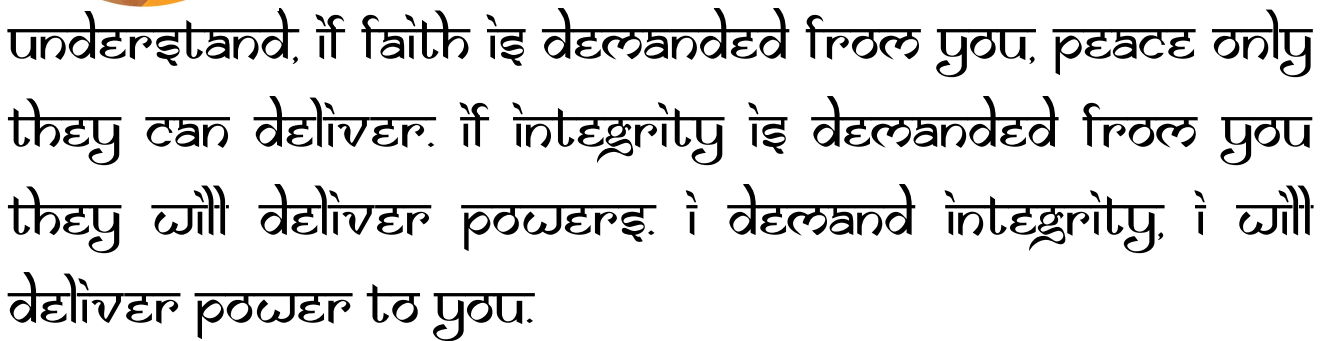 understand, if faith is demanded from you, peace only
they can deliver. if integrity is demanded from you
they will deliver powers. i demand integrity, i will
deliver power to you.